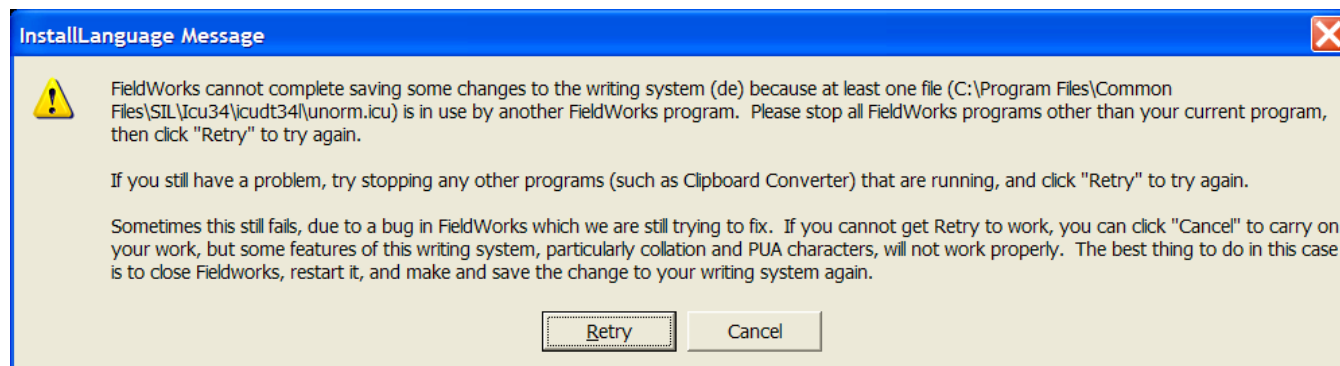 InstallLanguage Message
FieldWorks cannot complete saving some changes to the writing system (de) because at least one file (C:\Program Files\Common
Files\SIL\Icu34\icudt34l\unorm.icu) is in use by another FieldWorks program.  Please stop all FieldWorks programs other than your current program,
then click "Retry" to try again.
If you still have a problem, try stopping any other programs (such as Clipboard Converter) that are running, and click "Retry" to try again.
Sometimes this still fails, due to a bug in FieldWorks which we are still trying to fix.  If you cannot get Retry to work, you can click "Cancel" to carry on
your work, but some features of this writing system, particularly collation and PUA characters, will not work properly.  The best thing to do in this case
is to close Fieldworks, restart it, and make and save the change to your writing system again.
Retry Cancel